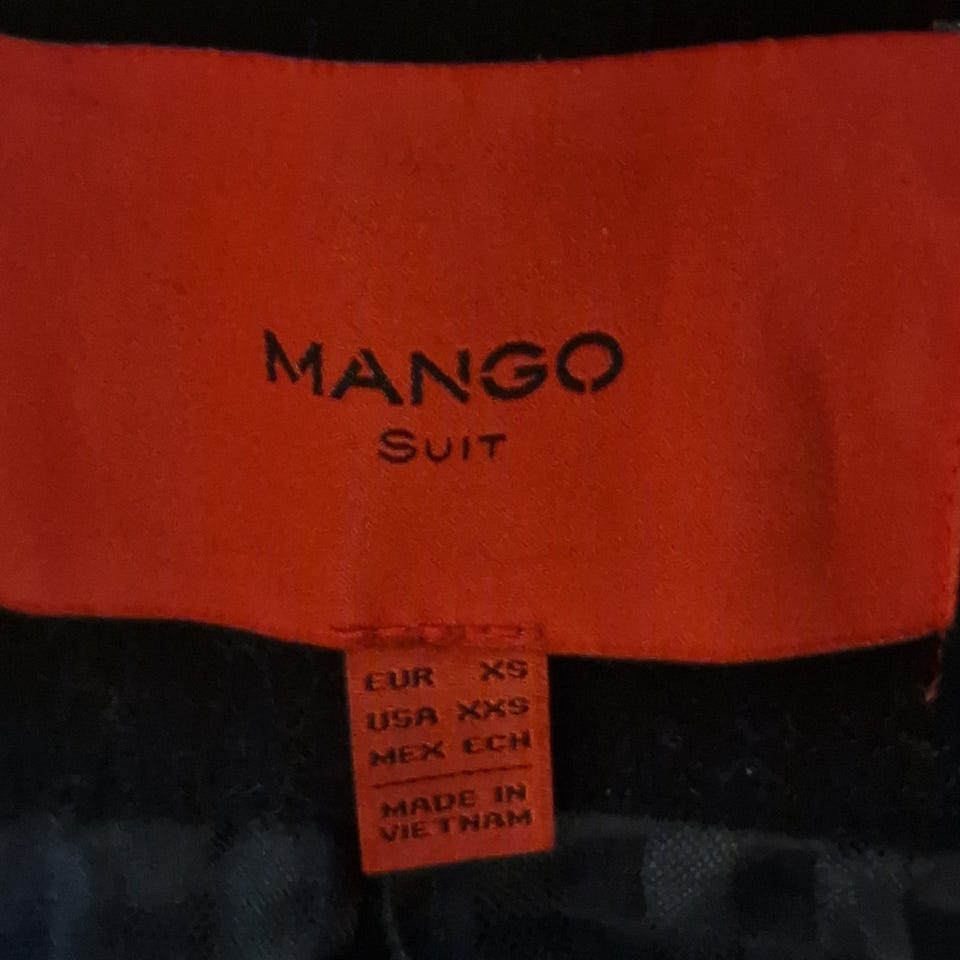 MANGO
SUIT
EUR XS
USA XXS
MEX ECH
MADE IN
VIETNAM